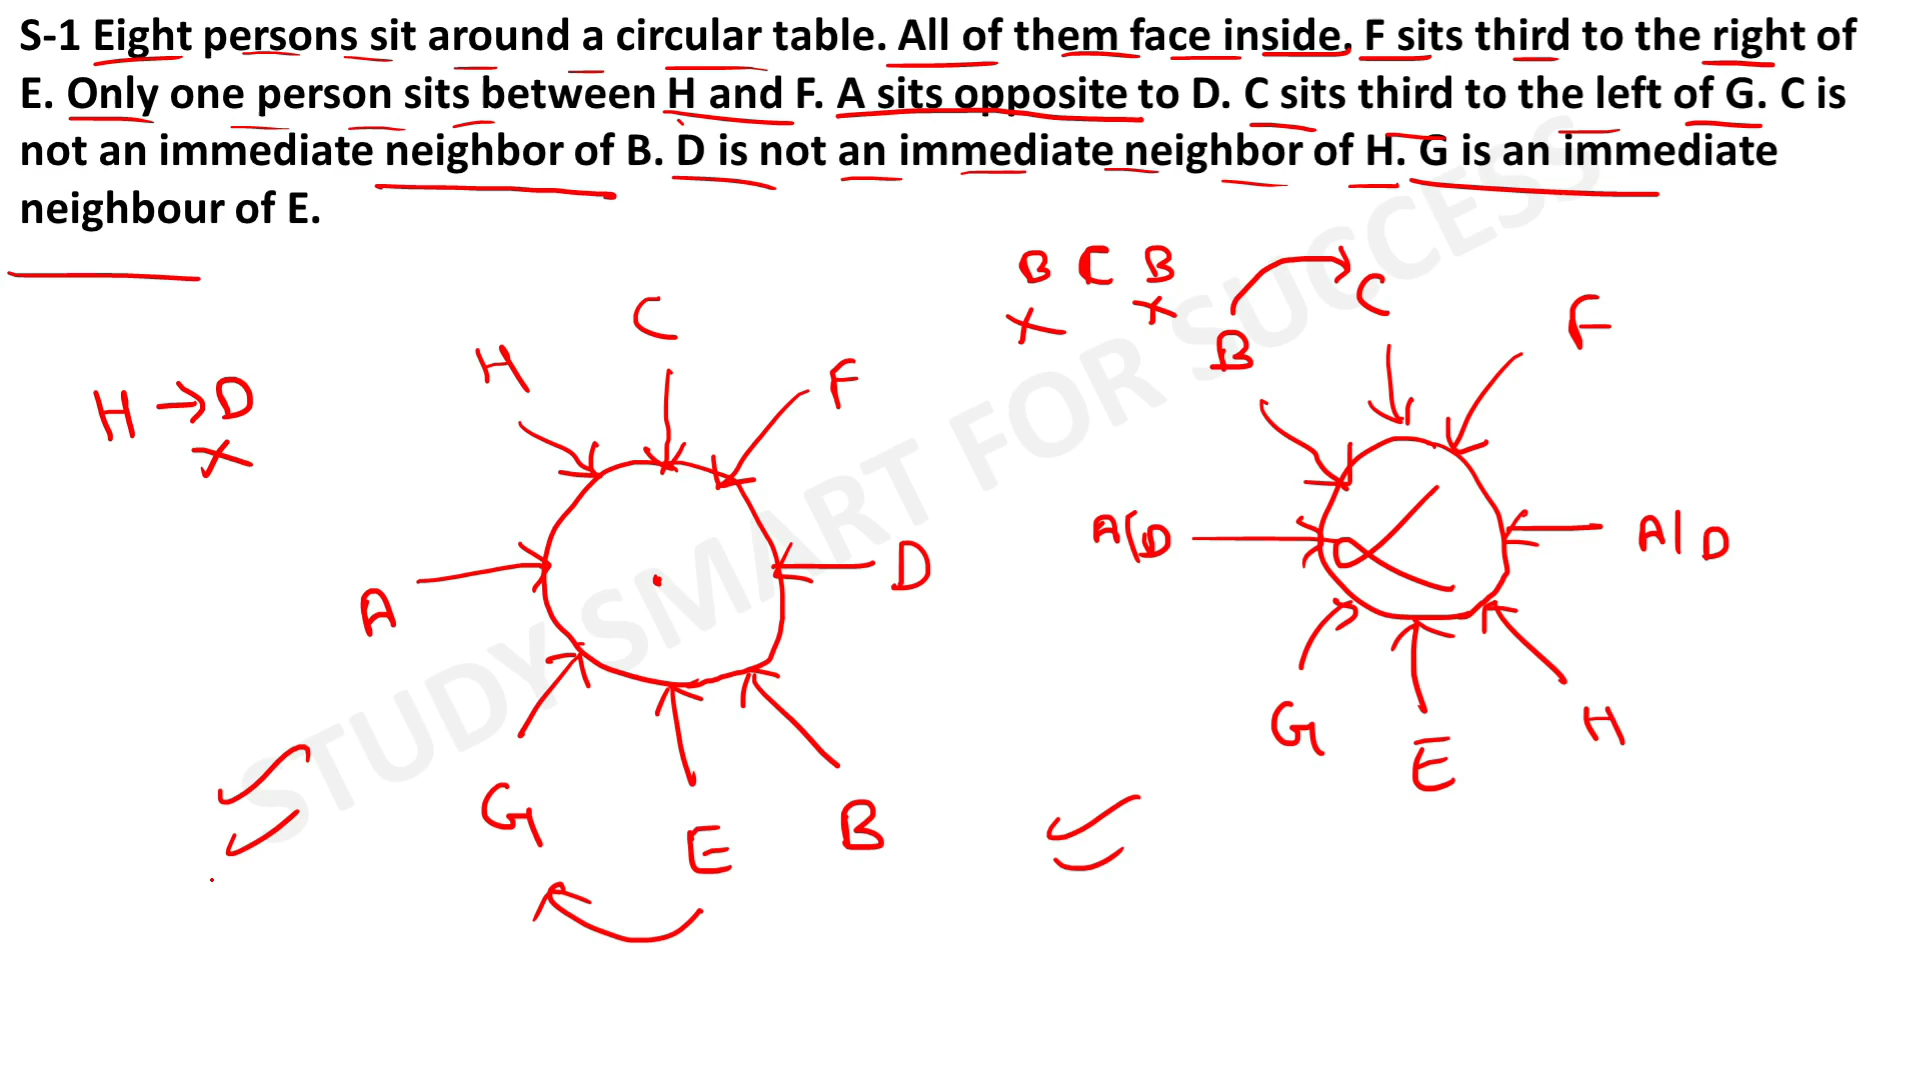 S-1 Eight persons sit around a circular table. All of them face inside. F sits third to the right of
E. Only one person sits between H and F. A sits opposite to D. C sits third to the left of G. C is
not an immediate neighbor of B. D is not an immediate neighbor of H. G is an immediate
neighbour of E.
B C B
C
C
H
F
F
B
H → D
A/D
A/D
D
A
G
E
B
G
E
H
STUDY SMART FOR SUCCESS